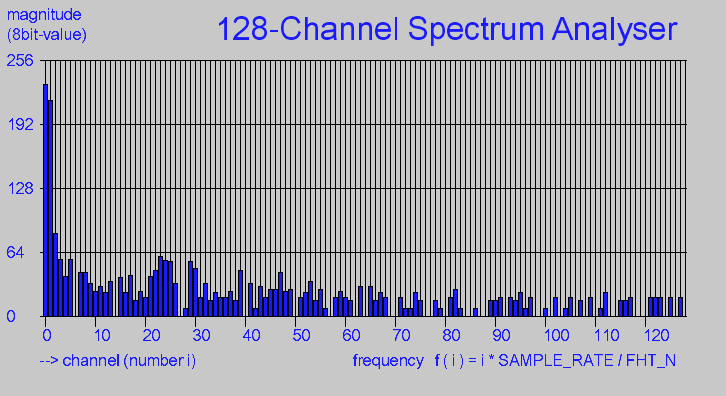 magnitude
(8bit-value)
128-Channel Spectrum Analyser
256
192
128
64
0
0 10 20 30 40 50 60 70 80 90 100 110 120
--> channel (number i) frequency f ( i ) = i * SAMPLE_RATE / FHT_N